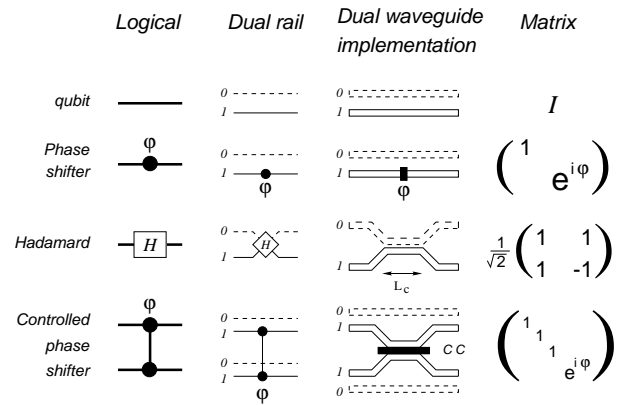 Logical Dual rail Dual waveguide implementation Matrix
qubit 0 1 0 1 I
Phase shifter φ 0 1 φ 0 1 φ ( 1 e^{iφ} )
Hadamard H 0 1 H 0 1 L_c 1/√2 ( 1 1 1 -1 )
Controlled phase shifter φ 0 1 0 1 φ 0 1 1 0 C C ( 1 1 1 e^{iφ} )